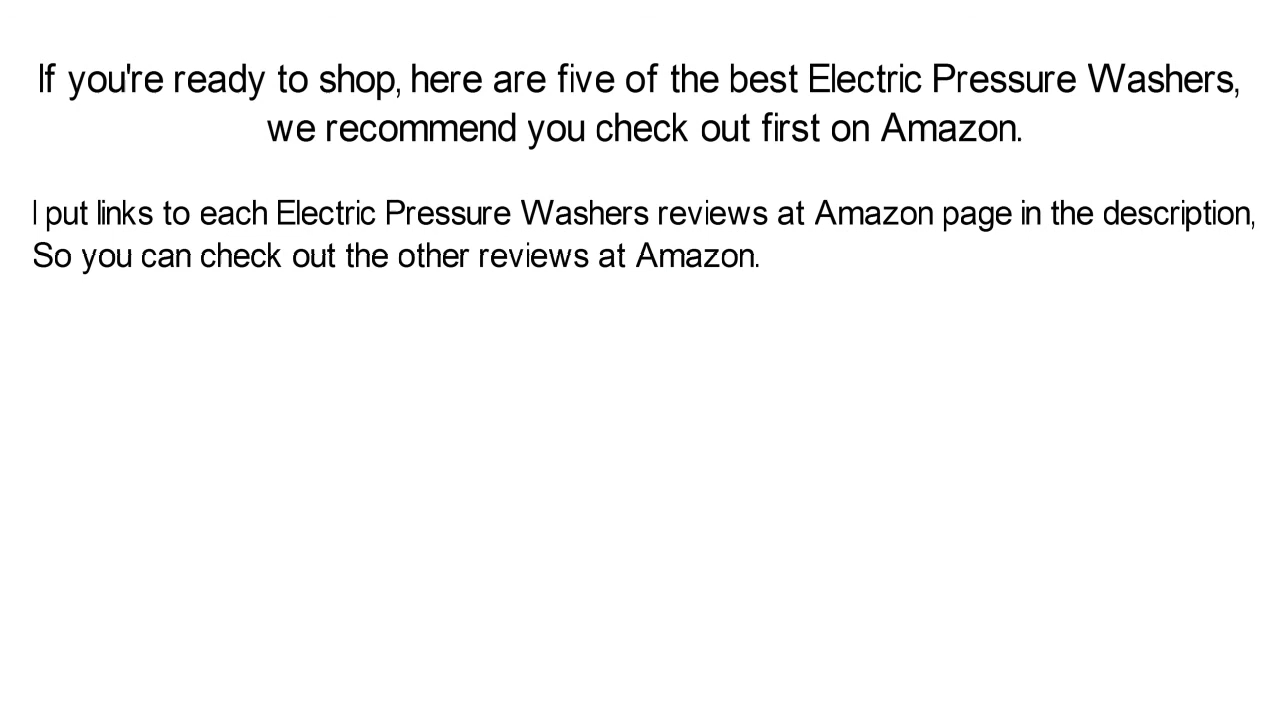 If you're ready to shop, here are five of the best Electric Pressure Washers,
we recommend you check out first on Amazon.
I put links to each Electric Pressure Washers reviews at Amazon page in the description,
So you can check out the other reviews at Amazon.